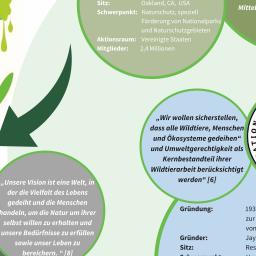 Sitz: Oakland, CA, USA
Schwerpunkt: Naturschutz, speziell
Förderung von Nationalparks
und Naturschutzgebieten
Aktionsraum: Vereinigte Staaten
Mitglieder: 2,4 Millionen
Mittel
„Wir wollen sicherstellen,
dass alle Wildtiere, Menschen
und Ökosysteme gedeihen“
und Umweltgerechtigkeit als
Kernbestandteil ihrer
Wildtierarbeit berücksichtigt
werden“ [6]
„Unsere Vision ist eine Welt, in
der die Vielfalt des Lebens
gedeiht und die Menschen
handeln, um die Natur um ihrer
selbst willen zu erhalten und
unsere Bedürfnisse zu erfüllen
sowie unser Leben zu
bereichern. “ [8]
Gründung: 193
zur
von
Gründer: Jay
Sitz: Res